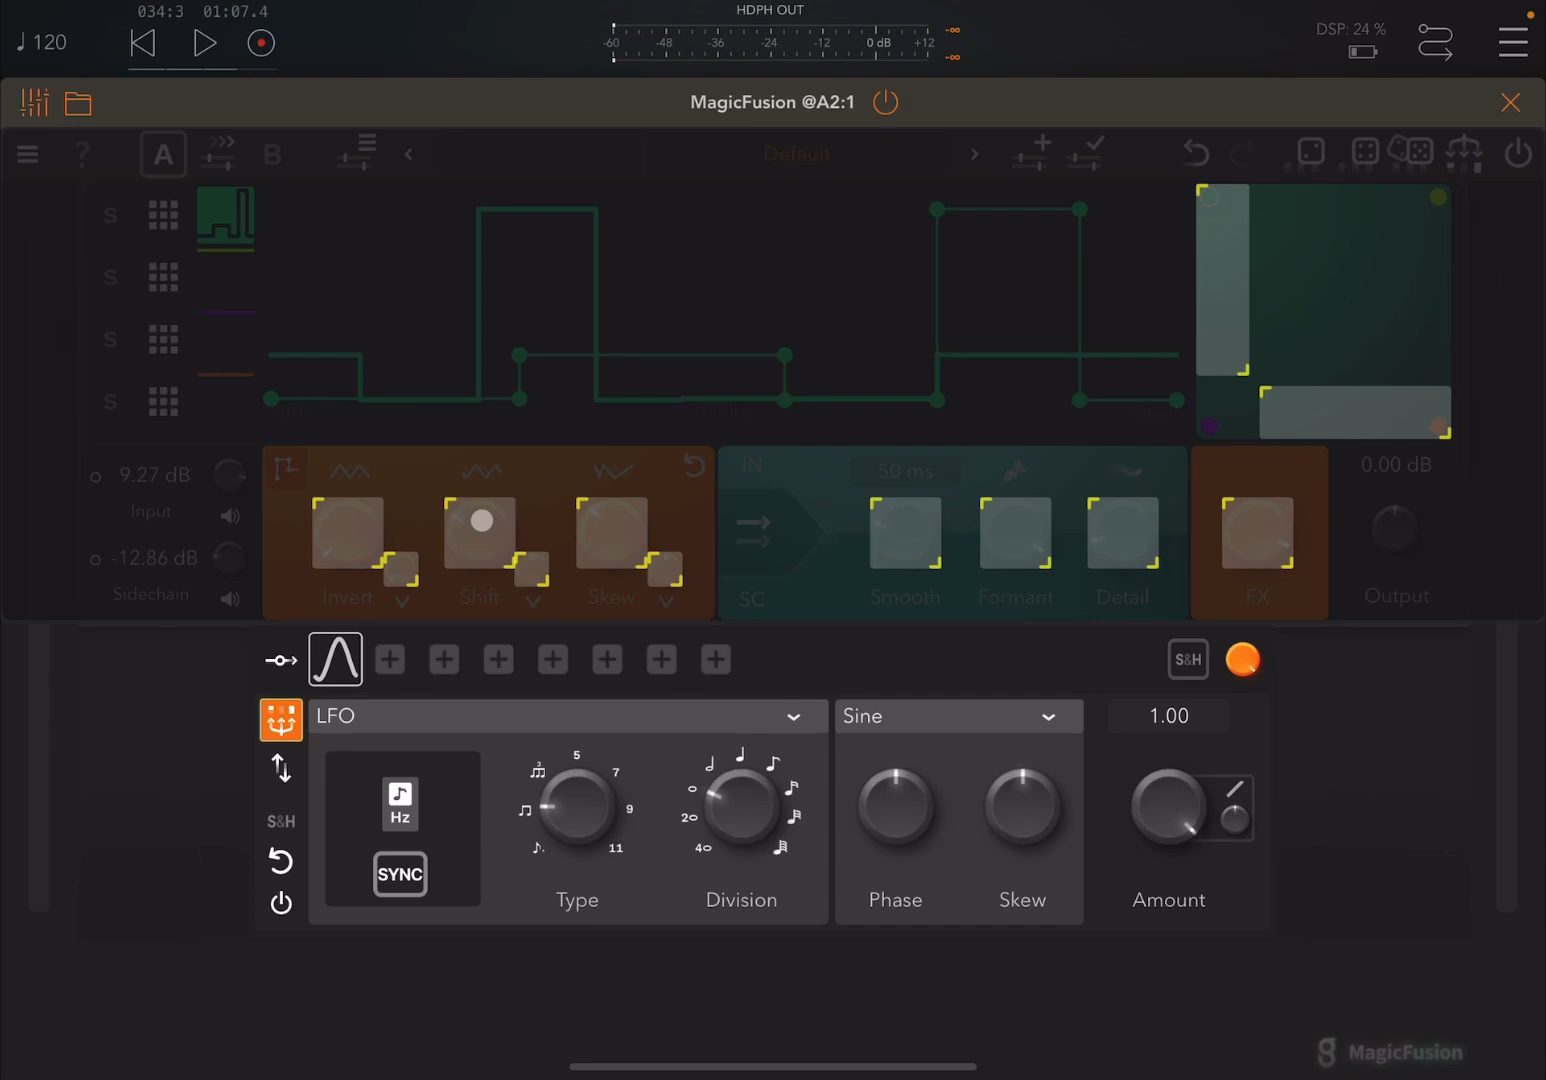 034:3 01:07.4
HDPH OUT
♩ 120
-60 -48 -36 -24 -12 0 dB +12
-∞
-∞
DSP: 24 %
MagicFusion @A2:1
? A B
Default
S
S
S
S
9.27 dB
Input
-12.86 dB
Sidechain
Invert
Shift
Skew
IN
SC
50 ms
Smooth
Formant
Detail
FX
0.00 dB
Output
S&H
LFO
Sine
1.00
Hz
SYNC
S&H
3 5 7 9 11
Type
2 4
Division
Phase
Skew
Amount
MagicFusion